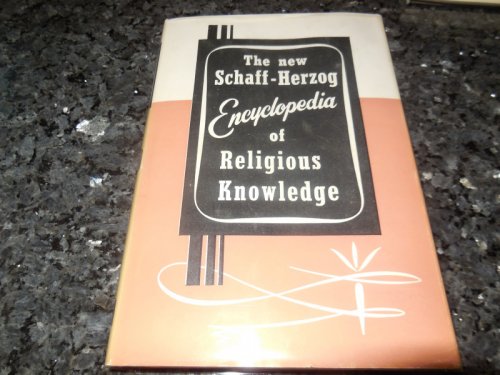 The new
Schaff-Herzog
Encyclopedia
of
Religious
Knowledge